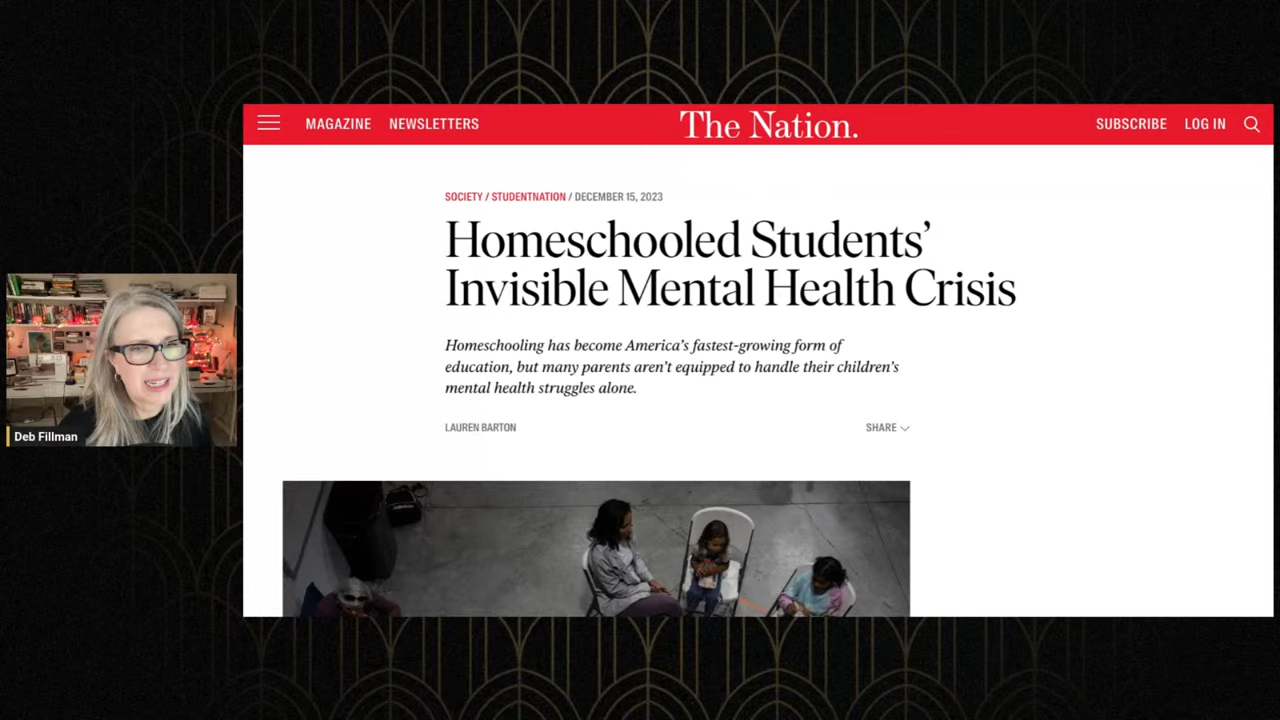 MAGAZINE NEWSLETTERS The Nation. SUBSCRIBE LOG IN
SOCIETY / STUDENTNATION / DECEMBER 15, 2023
Homeschooled Students’
Invisible Mental Health Crisis
Homeschooling has become America’s fastest-growing form of
education, but many parents aren’t equipped to handle their children’s
mental health struggles alone.
LAUREN BARTON SHARE
Deb Fillman